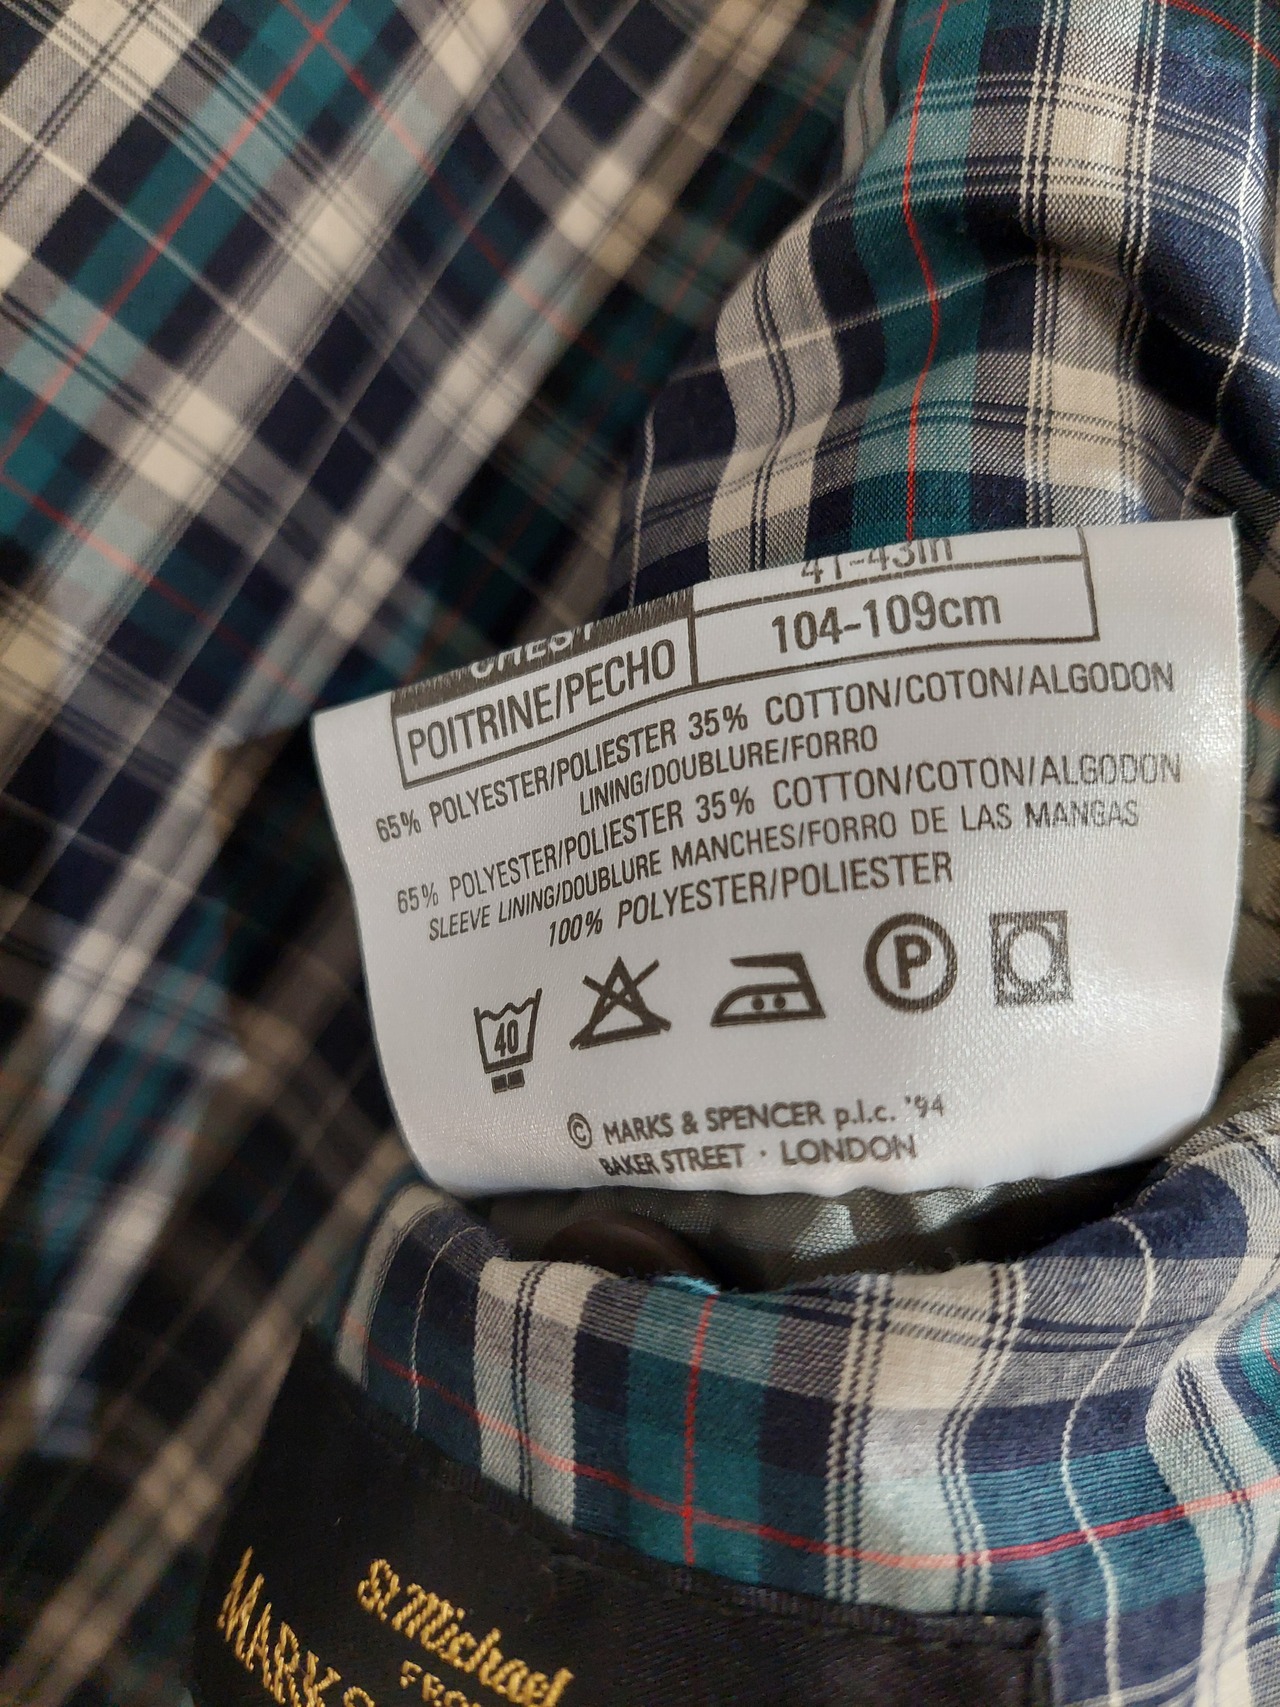 41-43in
CHEST
104-109cm
POITRINE/PECHO
65% POLYESTER/POLIESTER 35% COTTON/COTON/ALGODON
LINING/DOUBLURE/FORRO
65% POLYESTER/POLIESTER 35% COTTON/COTON/ALGODON
SLEEVE LINING/DOUBLURE MANCHES/FORRO DE LAS MANGAS
100% POLYESTER/POLIESTER
40
P
© MARKS & SPENCER p.l.c. '94
BAKER STREET · LONDON
St Michael
FROM
MARKS